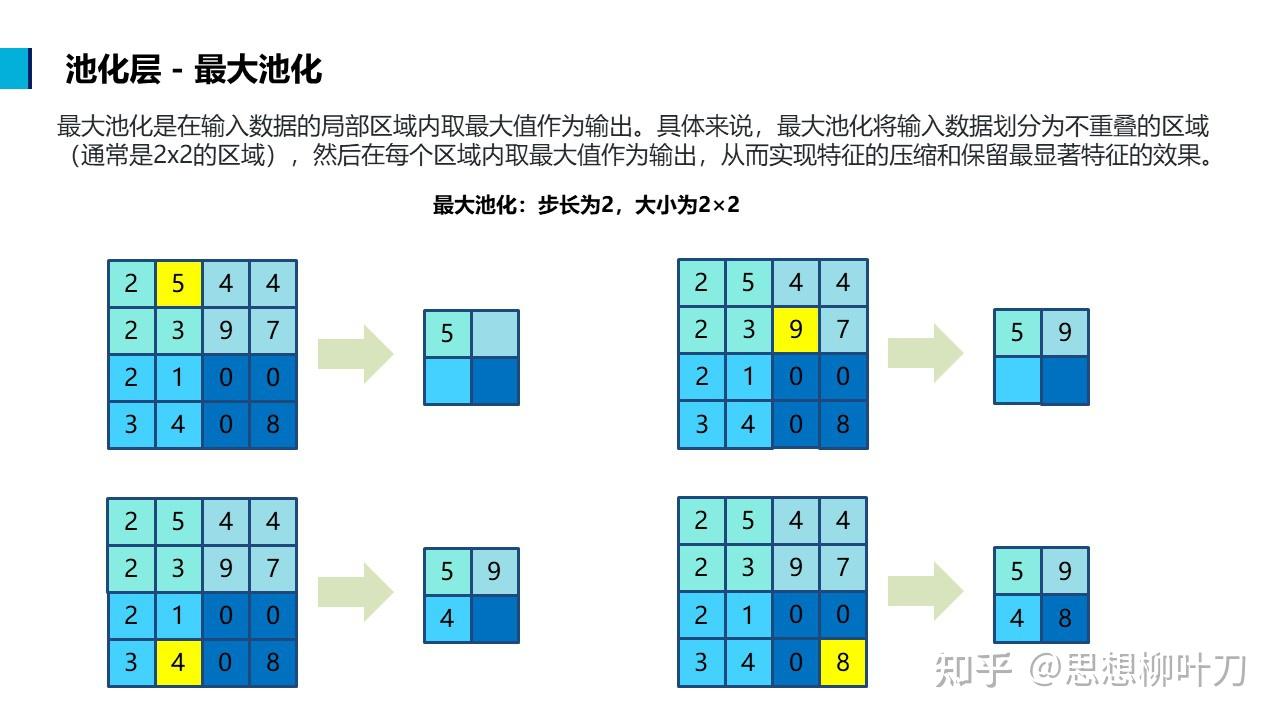 池化层 - 最大池化
最大池化是在输入数据的局部区域内取最大值作为输出。具体来说，最大池化将输入数据划分为不重叠的区域
（通常是2x2的区域），然后在每个区域内取最大值作为输出，从而实现特征的压缩和保留最显著特征的效果。
最大池化：步长为2，大小为2×2
2 5 4 4
2 3 9 7
2 1 0 0
3 4 0 8
5
2 5 4 4
2 3 9 7
2 1 0 0
3 4 0 8
5 9
2 5 4 4
2 3 9 7
2 1 0 0
3 4 0 8
5 9
4
2 5 4 4
2 3 9 7
2 1 0 0
3 4 0 8
5 9
4 8
知乎 @思想柳叶刀